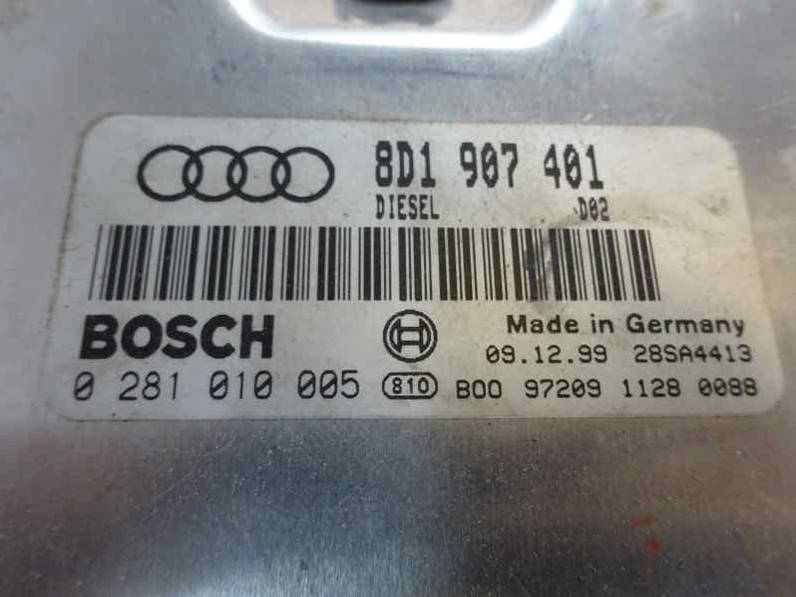 8D1 907 401
DIESEL D02
BOSCH
Made in Germany
09.12.99 28SA4413
0 281 010 005 810 B00 97209 1128 0088